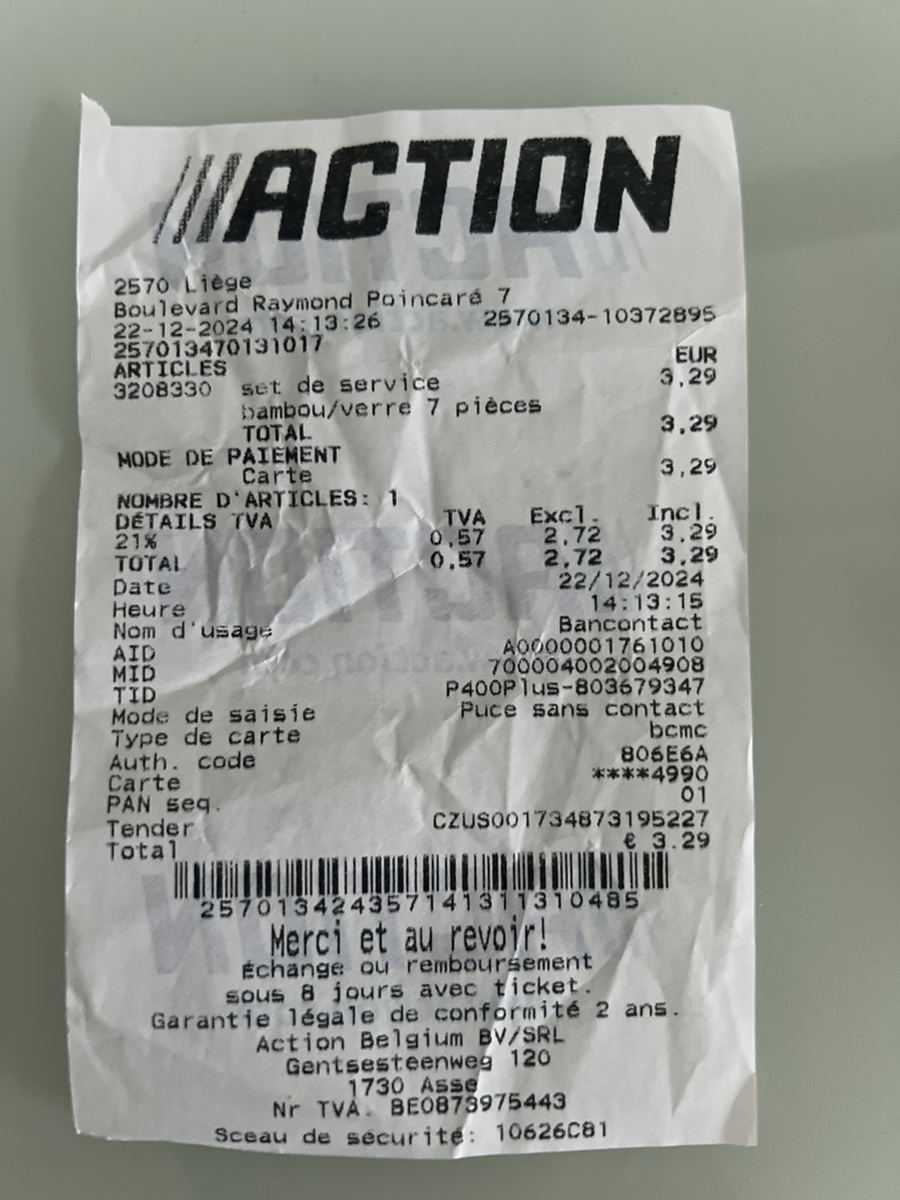 ACTION
2570 Liège
Boulevard Raymond Poincaré 7
22-12-2024 14:13:26 2570134-10372895
257013470131017
EUR
ARTICLES
3208330 set de service 3,29
bambou/verre 7 pièces
TOTAL 3,29
MODE DE PAIEMENT
Carte 3,29
NOMBRE D'ARTICLES: 1
DÉTAILS TVA TVA Excl. Incl.
21% 0,57 2,72 3,29
TOTAL 0,57 2,72 3,29
Date 22/12/2024
Heure 14:13:15
Nom d'usage Bancontact
AID A0000001761010
MID 700004002004908
TID P400Plus-803679347
Mode de saisie Puce sans contact
Type de carte bcmc
Auth. code 806E6A
Carte ****4990
PAN seq. 01
Tender CZUS001734873195227
Total € 3.29
2570134243571413113 10485
Merci et au revoir!
Échange ou remboursement
sous 8 jours avec ticket.
Garantie légale de conformité 2 ans.
Action Belgium BV/SRL
Gentsesteenweg 120
1730 Asse
Nr TVA. BE0873975443
Sceau de sécurité: 10626C81